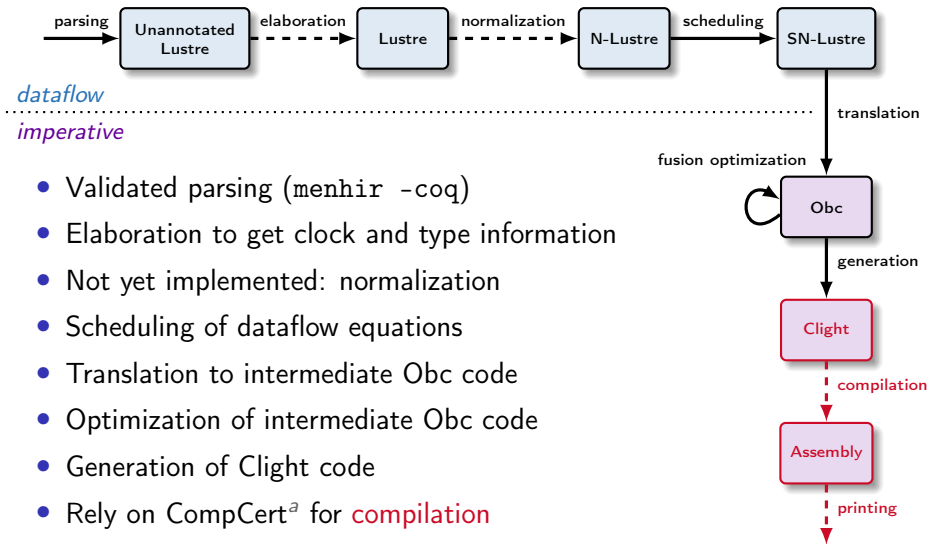 parsing
Unannotated
Lustre
elaboration
Lustre
normalization
N-Lustre
scheduling
SN-Lustre
dataflow
imperative
translation
fusion optimization
Obc
generation
Clight
compilation
Assembly
printing
• Validated parsing (menhir -coq)
• Elaboration to get clock and type information
• Not yet implemented: normalization
• Scheduling of dataflow equations
• Translation to intermediate Obc code
• Optimization of intermediate Obc code
• Generation of Clight code
• Rely on CompCertᵃ for compilation